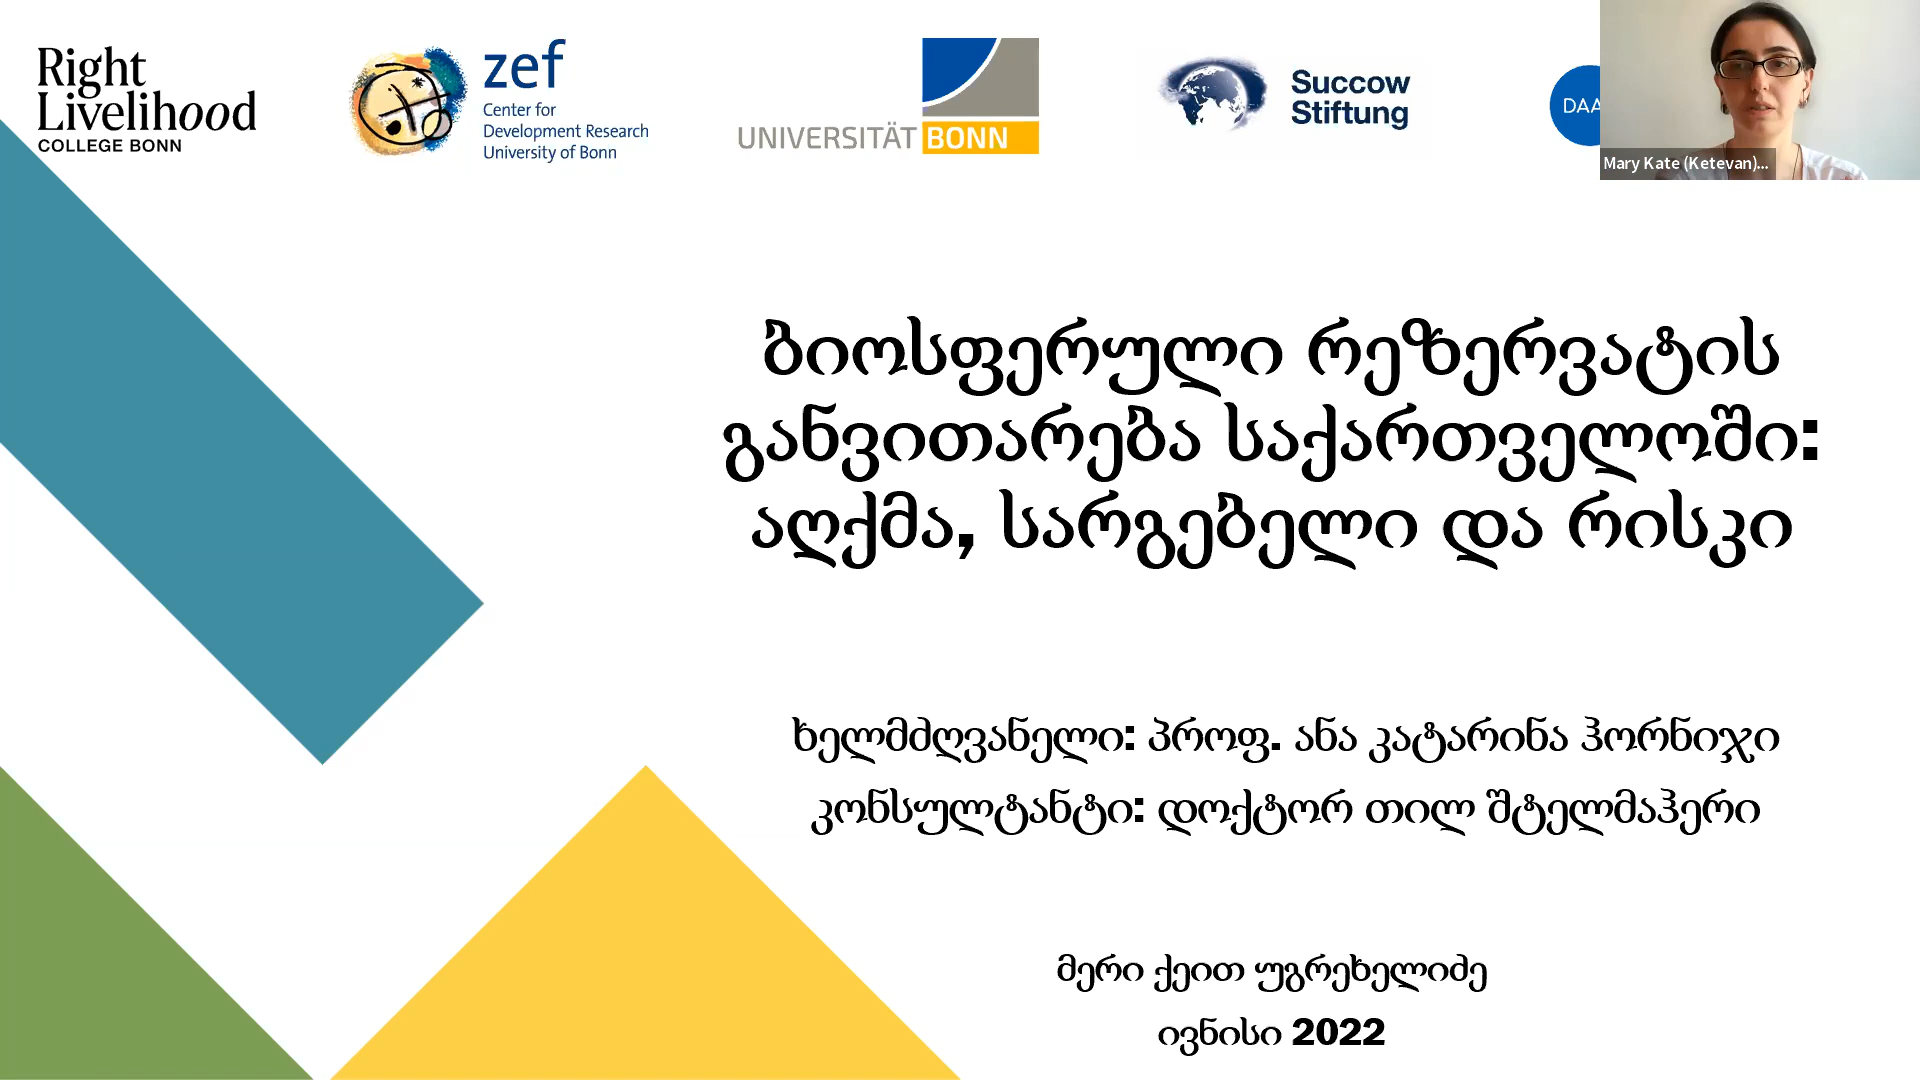 Right
Livelihood
COLLEGE BONN
zef
Center for
Development Research
University of Bonn
UNIVERSITÄT BONN
Succow
Stiftung
DAA
Mary Kate (Ketevan)...
ბიოსფერული რეზერვატის
განვითარება საქართველოში:
აღქმა, სარგებელი და რისკი
ხელმძღვანელი: პროფ. ანა კატარინა ჰორნიჯი
კონსულტანტი: დოქტორ თილ შტელმაჰერი
მერი ქეით უგრეხელიძე
ივნისი 2022